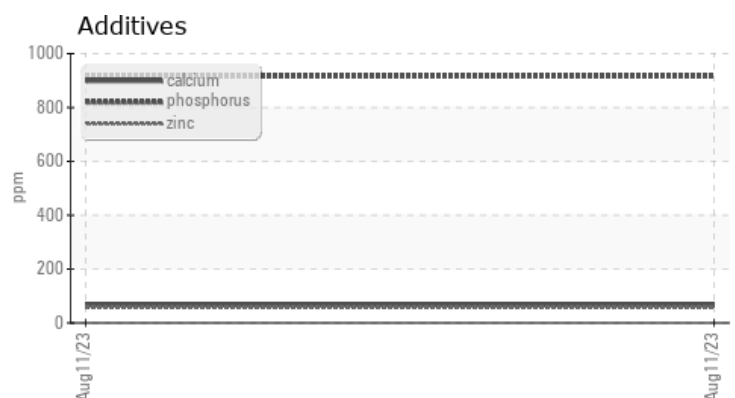 Additives
1000
calcium
phosphorus
zinc
800
600
400
200
0
ppm
Aug11/23
Aug11/23